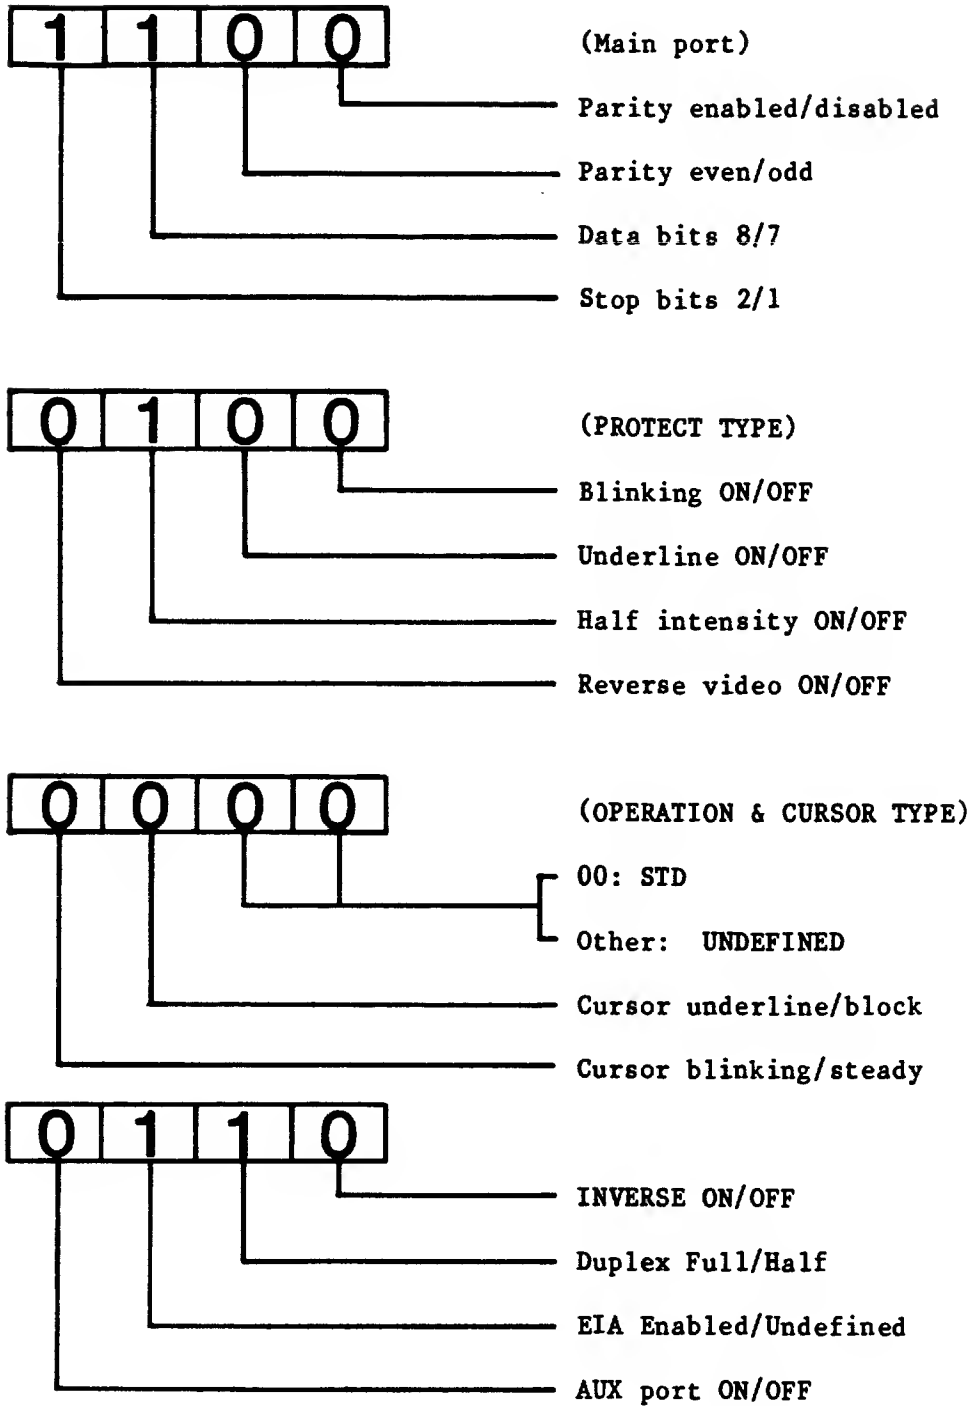 1 1 0 0
(Main port)
Parity enabled/disabled
Parity even/odd
Data bits 8/7
Stop bits 2/1
0 1 0 0
(PROTECT TYPE)
Blinking ON/OFF
Underline ON/OFF
Half intensity ON/OFF
Reverse video ON/OFF
0 0 0 0
(OPERATION & CURSOR TYPE)
00: STD
Other: UNDEFINED
Cursor underline/block
Cursor blinking/steady
0 1 1 0
INVERSE ON/OFF
Duplex Full/Half
EIA Enabled/Undefined
AUX port ON/OFF